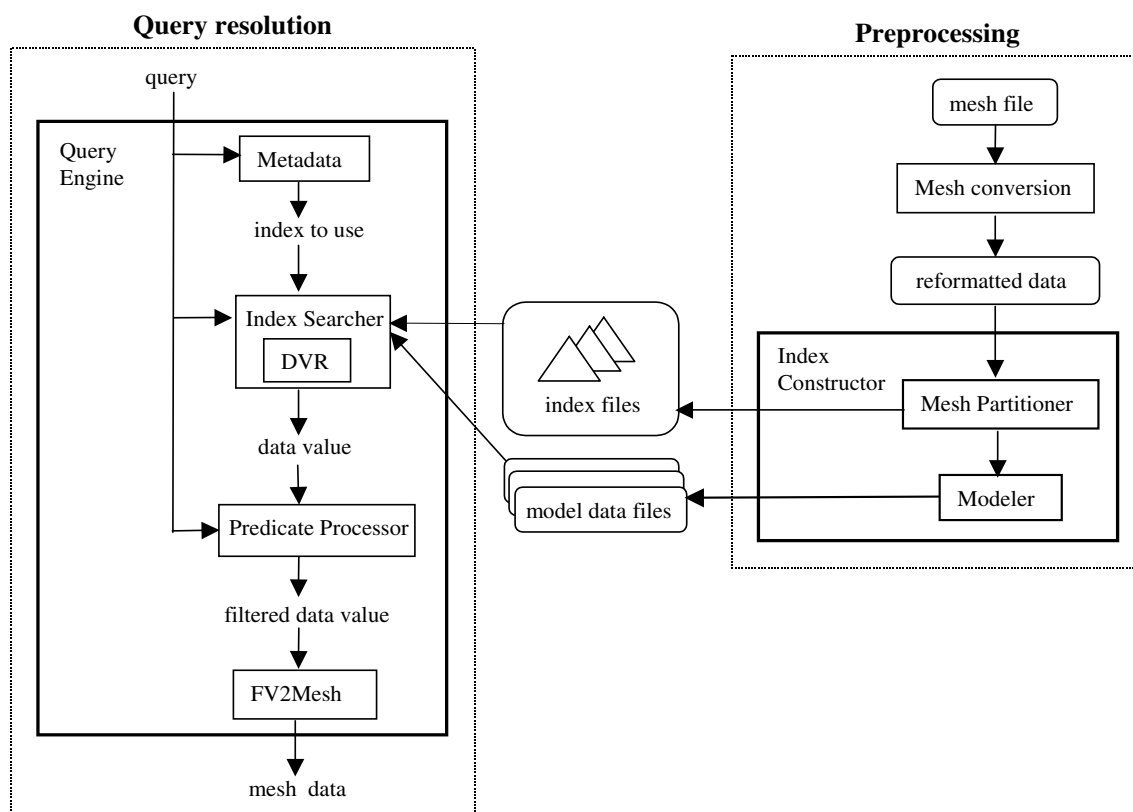 Query resolution
query
Query
Engine
Metadata
index to use
Index Searcher
DVR
data value
Predicate Processor
filtered data value
FV2Mesh
mesh data
index files
model data files
Preprocessing
mesh file
Mesh conversion
reformatted data
Index
Constructor
Mesh Partitioner
Modeler